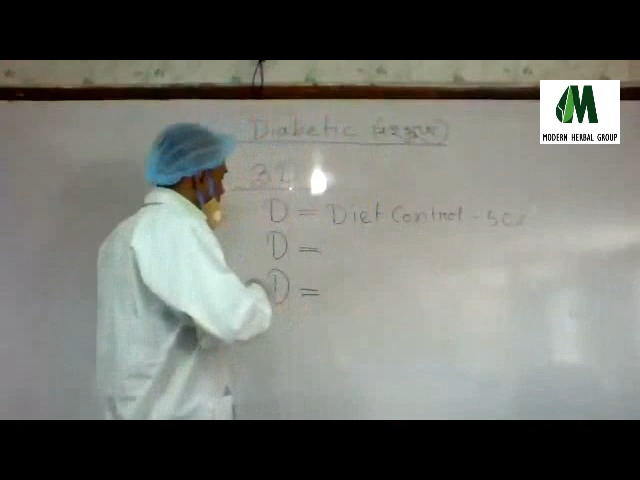 Diabetic
3D
D = Diet Control - 50%
D =
D =
M
MODERN HERBAL GROUP